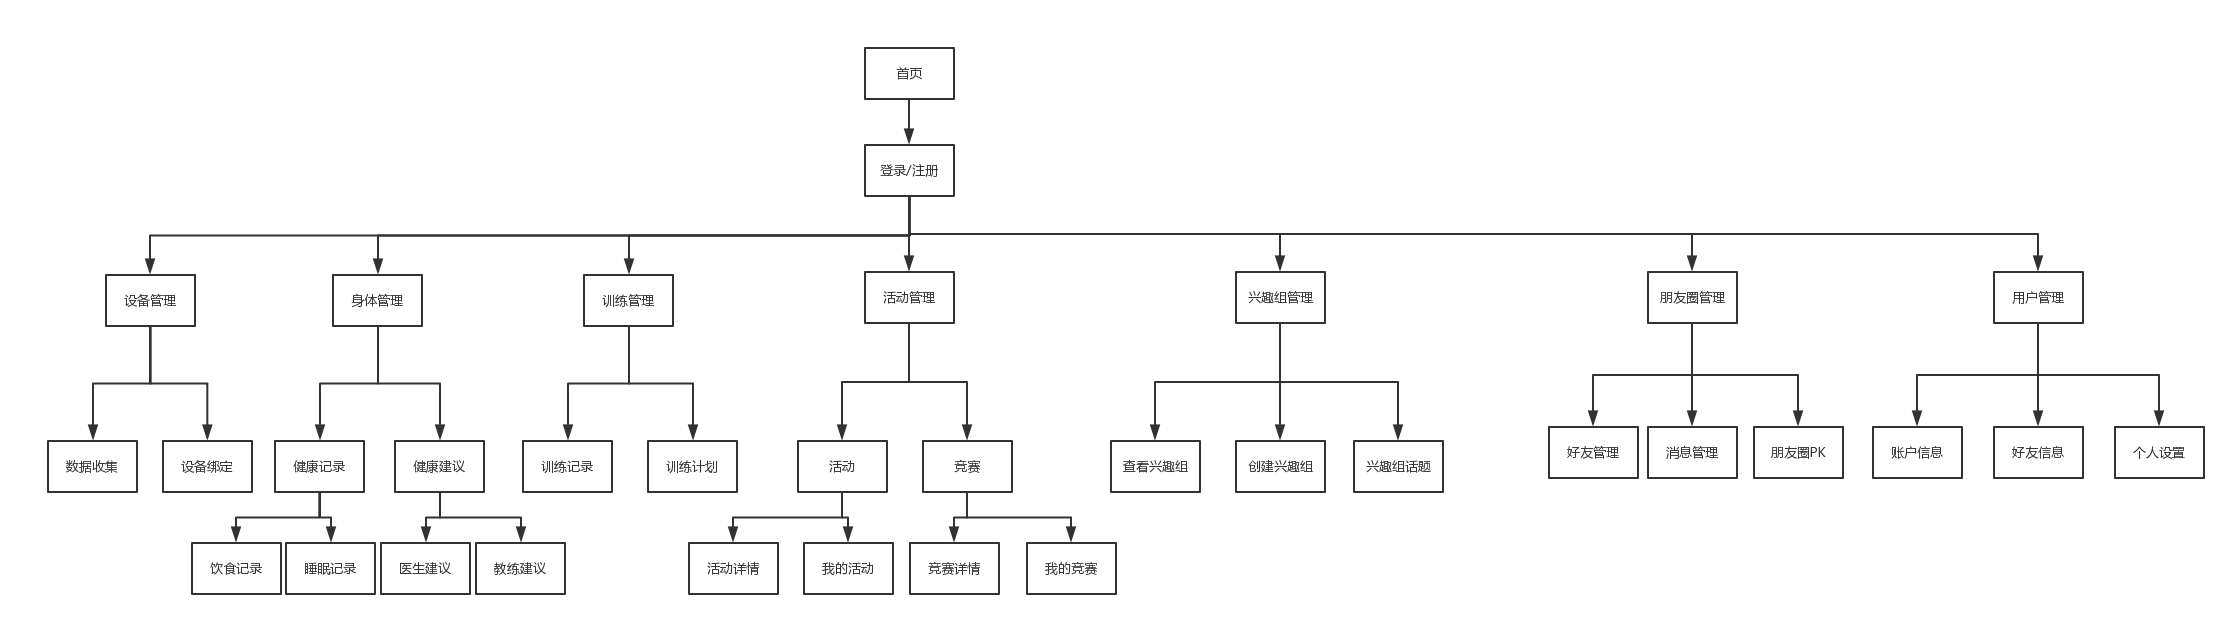 首页
登录/注册
设备管理
身体管理
训练管理
活动管理
兴趣组管理
朋友圈管理
用户管理
数据收集
设备绑定
健康记录
健康建议
训练记录
训练计划
活动
竞赛
查看兴趣组
创建兴趣组
兴趣组话题
好友管理
消息管理
朋友圈PK
账户信息
好友信息
个人设置
饮食记录
睡眠记录
医生建议
教练建议
活动详情
我的活动
竞赛详情
我的竞赛